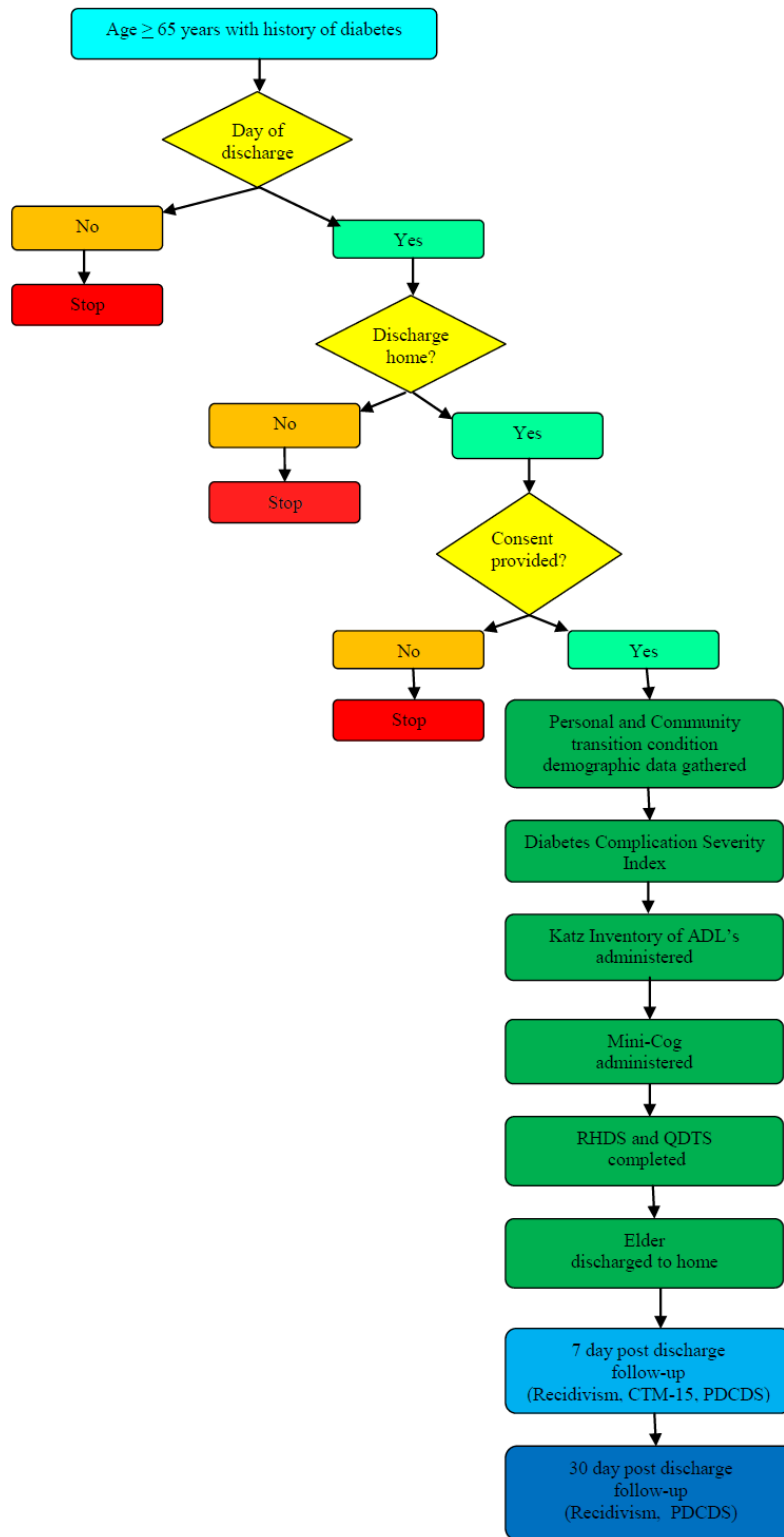 Age ≥ 65 years with history of diabetes
Day of
discharge
No
Yes
Stop
Discharge
home?
No
Yes
Stop
Consent
provided?
No
Yes
Stop
Personal and Community
transition condition
demographic data gathered
Diabetes Complication Severity
Index
Katz Inventory of ADL’s
administered
Mini-Cog
administered
RHDS and QDTS
completed
Elder
discharged to home
7 day post discharge
follow-up
(Recidivism, CTM-15, PDCDS)
30 day post discharge
follow-up
(Recidivism, PDCDS)